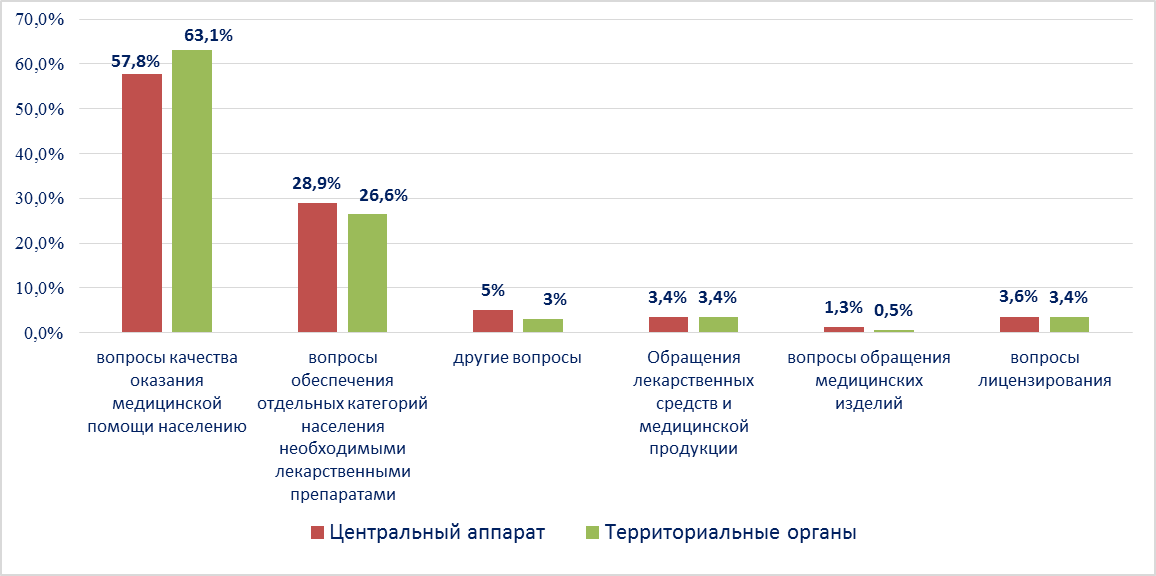 70,0%
60,0%
50,0%
40,0%
30,0%
20,0%
10,0%
0,0%
57,8%
63,1%
28,9%
26,6%
5%
3%
3,4%
3,4%
1,3%
0,5%
3,6%
3,4%
вопросы качества
оказания
медицинской
помощи населению
вопросы
обеспечения
отдельных категорий
населения
необходимыми
лекарственными
препаратами
другие вопросы
Обращения
лекарственных
средств и
медицинской
продукции
вопросы обращения
медицинских
изделий
вопросы
лицензирования
Центральный аппарат
Территориальные органы